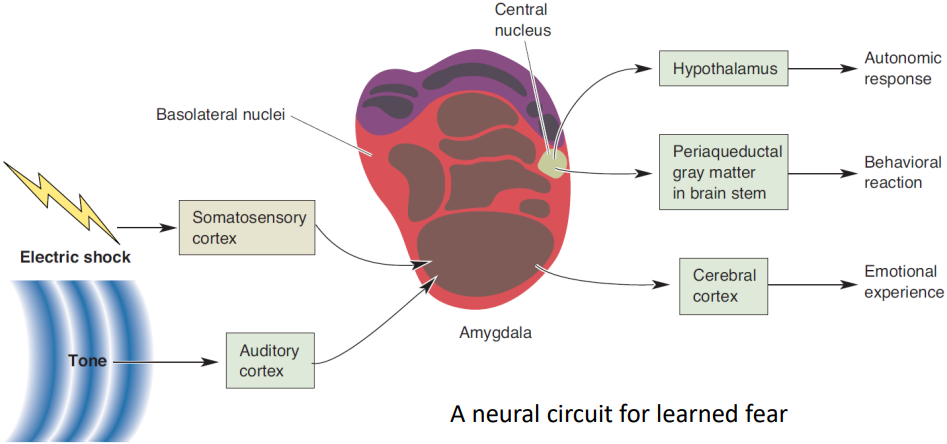 Central
nucleus
Hypothalamus
Autonomic
response
Basolateral nuclei
Periaqueductal
gray matter
in brain stem
Behavioral
reaction
Somatosensory
cortex
Electric shock
Cerebral
cortex
Emotional
experience
Amygdala
Tone
Auditory
cortex
A neural circuit for learned fear